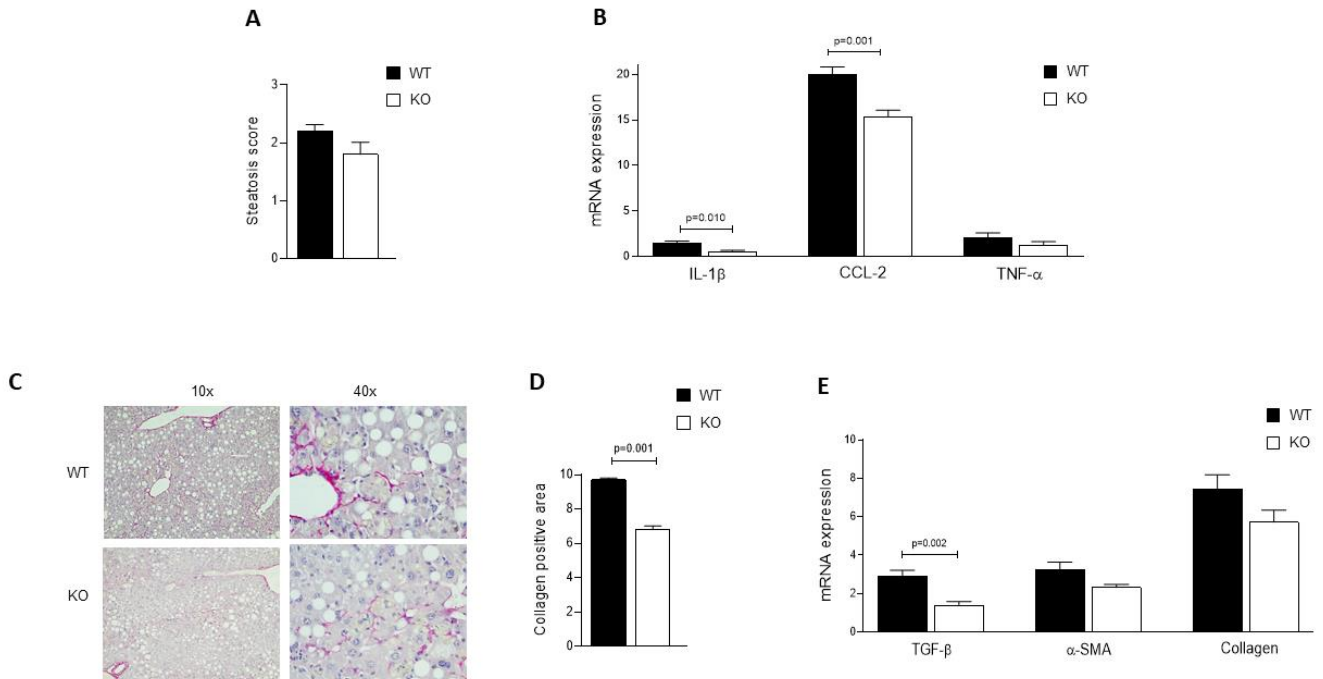 A
WT
KO
Steatosis score
3
2
1
0
B
p=0.001
WT
KO
mRNA expression
20
15
10
5
0
p=0.010
IL-1β
CCL-2
TNF-α
C
10x
40x
WT
KO
D
WT
KO
p=0.001
Collagen positive area
10
8
6
4
2
0
E
WT
KO
mRNA expression
10
8
6
4
2
0
p=0.002
TGF-β
α-SMA
Collagen